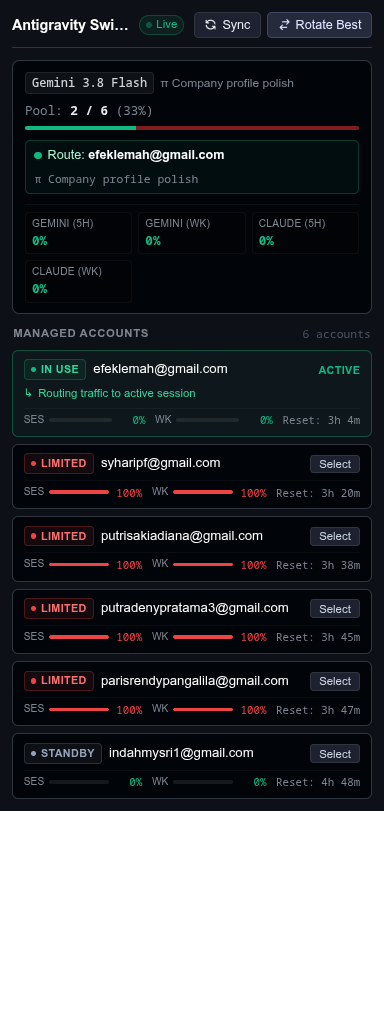 Antigravity Swi... Live Sync Rotate Best
Gemini 3.8 Flash π Company profile polish
Pool: 2 / 6 (33%)
Route: efeklemah@gmail.com
π Company profile polish
GEMINI (5H) GEMINI (WK) CLAUDE (5H)
0% 0% 0%
CLAUDE (WK)
0%
MANAGED ACCOUNTS 6 accounts
IN USE efeklemah@gmail.com ACTIVE
↳ Routing traffic to active session
SES 0% WK 0% Reset: 3h 4m
LIMITED syharipf@gmail.com Select
SES 100% WK 100% Reset: 3h 20m
LIMITED putrisakiadiana@gmail.com Select
SES 100% WK 100% Reset: 3h 38m
LIMITED putradenypratama3@gmail.com Select
SES 100% WK 100% Reset: 3h 45m
LIMITED parisrendypangalila@gmail.com Select
SES 100% WK 100% Reset: 3h 47m
STANDBY indahmysri1@gmail.com Select
SES 0% WK 0% Reset: 4h 48m